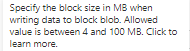 Specify the block size in MB when
writing data to block blob. Allowed
value is between 4 and 100 MB. Click to
learn more.